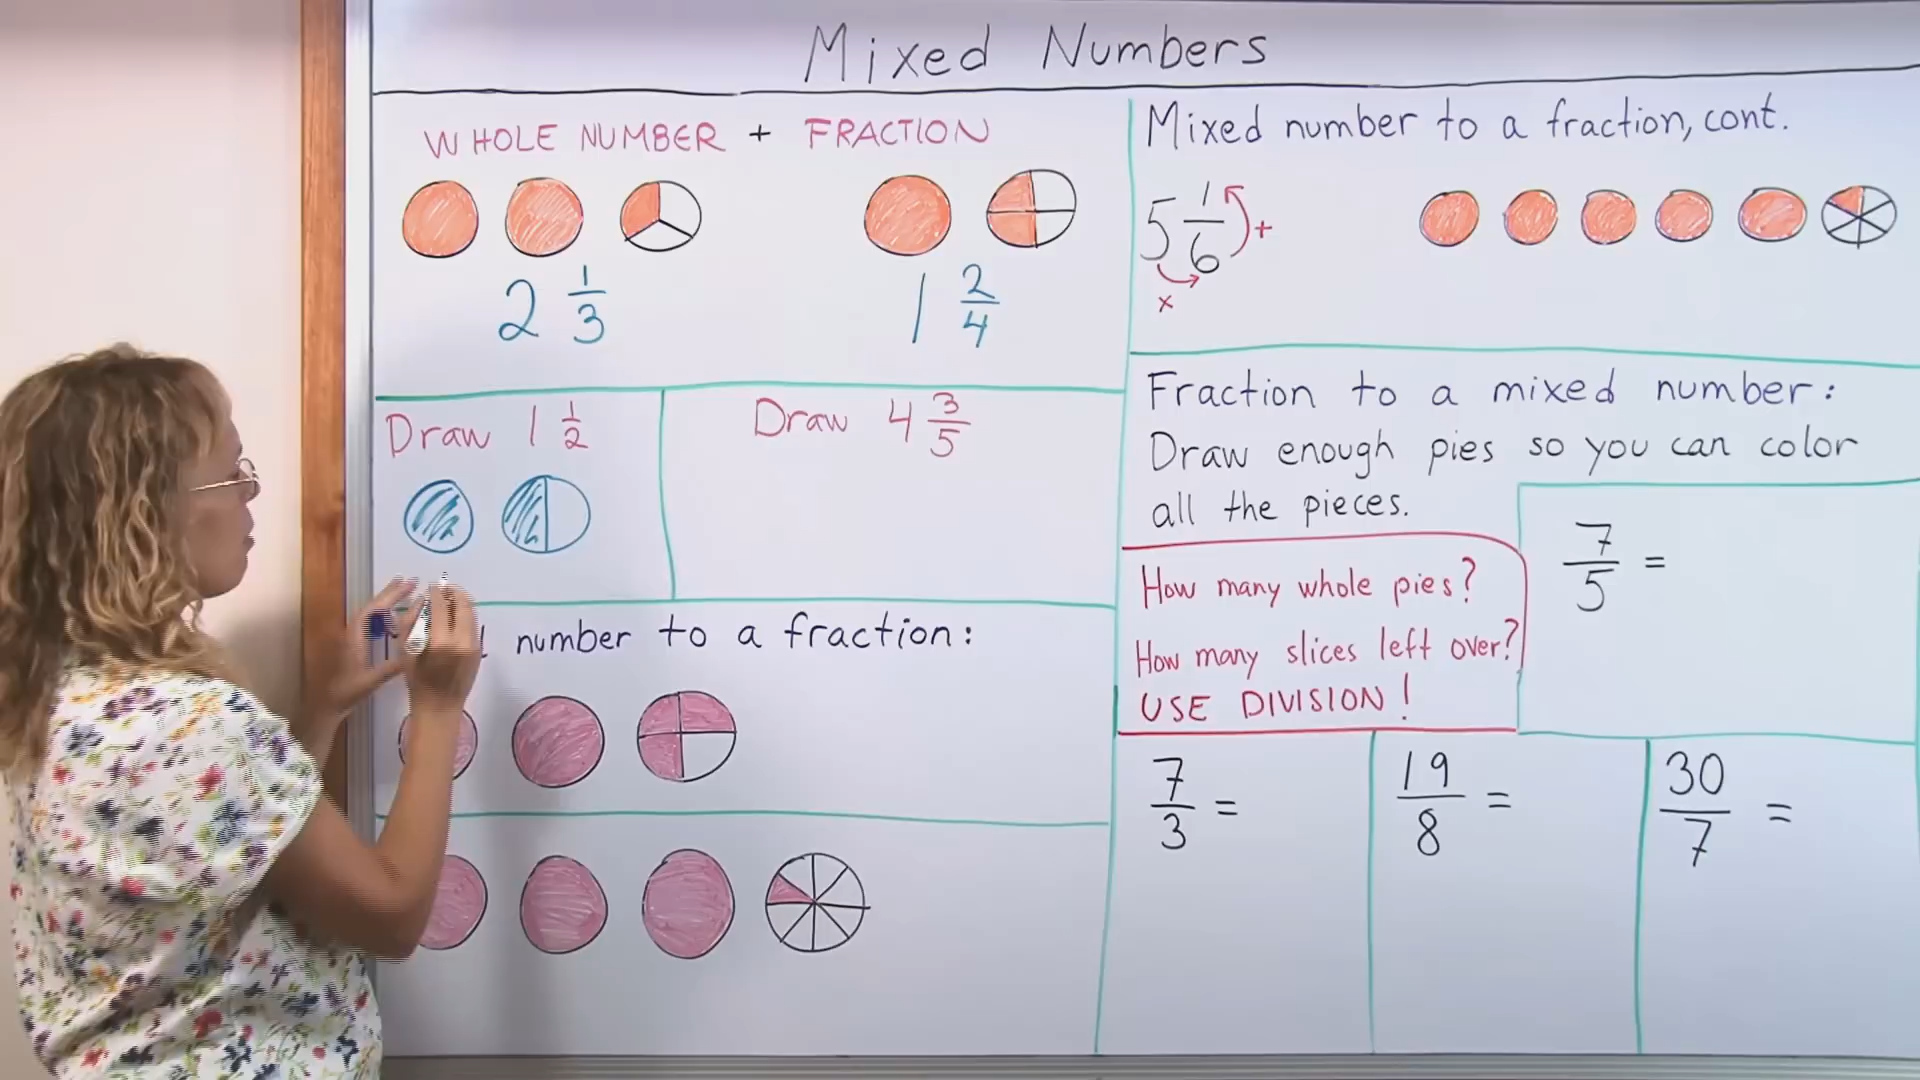 Mixed Numbers
WHOLE NUMBER + FRACTION
2 1/3
1 2/4
Draw 1 1/2
Draw 4 3/5
number to a fraction:
Mixed number to a fraction, cont.
5 1/6 +
x
Fraction to a mixed number:
Draw enough pies so you can color
all the pieces.
How many whole pies?
How many slices left over?
USE DIVISION!
7/5 =
7/3 =
19/8 =
30/7 =